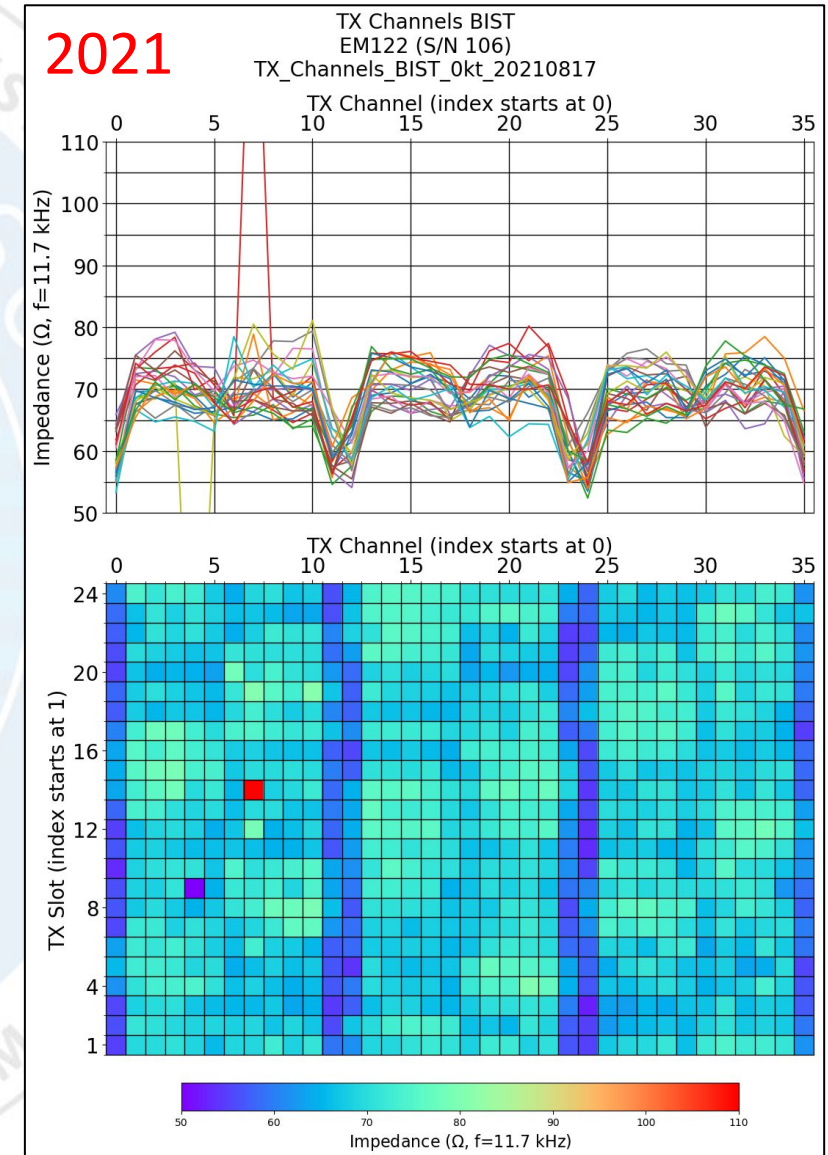 2021
TX Channels BIST
EM122 (S/N 106)
TX_Channels_BIST_0kt_20210817
TX Channel (index starts at 0)
0 5 10 15 20 25 30 35
110
100
90
80
70
60
50
Impedance (Ω, f=11.7 kHz)
TX Channel (index starts at 0)
0 5 10 15 20 25 30 35
24
20
16
12
8
4
1
TX Slot (index starts at 1)
50 60 70 80 90 100 110
Impedance (Ω, f=11.7 kHz)